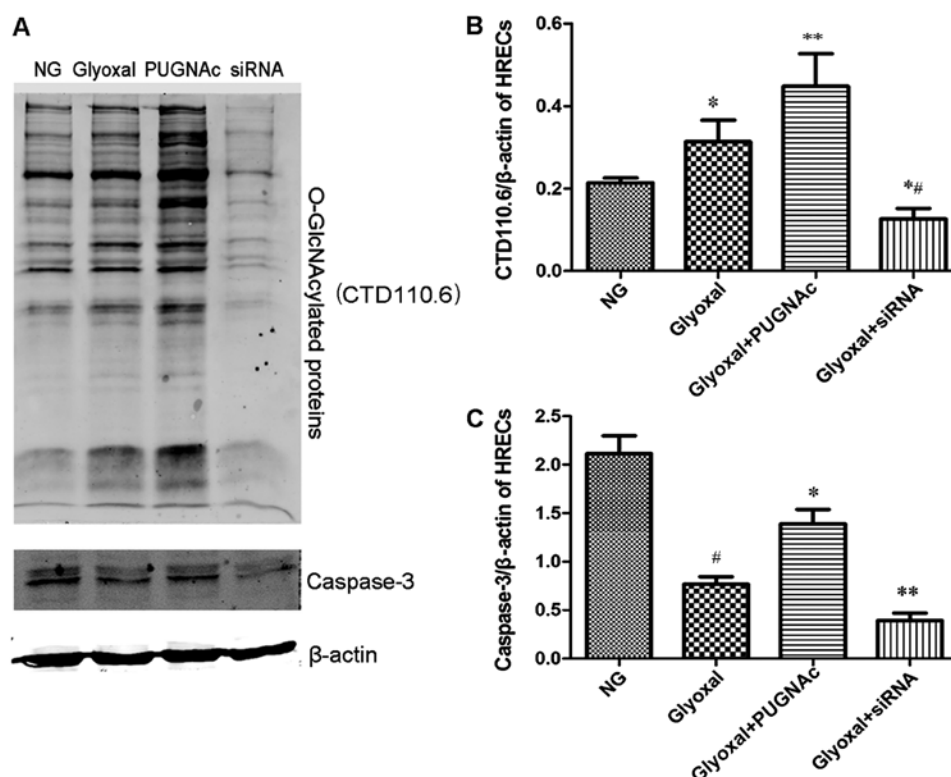 A
NG Glyoxal PUGNAc siRNA
O-GlcNAcylated proteins
(CTD110.6)
Caspase-3
β-actin
B
CTD110.6/β-actin of HRECs
0.6
0.4
0.2
0.0
*
**
*#
NG
Glyoxal
Glyoxal+PUGNAc
Glyoxal+siRNA
C
Caspase-3/β-actin of HRECs
2.5
2.0
1.5
1.0
0.5
0.0
#
*
**
NG
Glyoxal
Glyoxal+PUGNAc
Glyoxal+siRNA